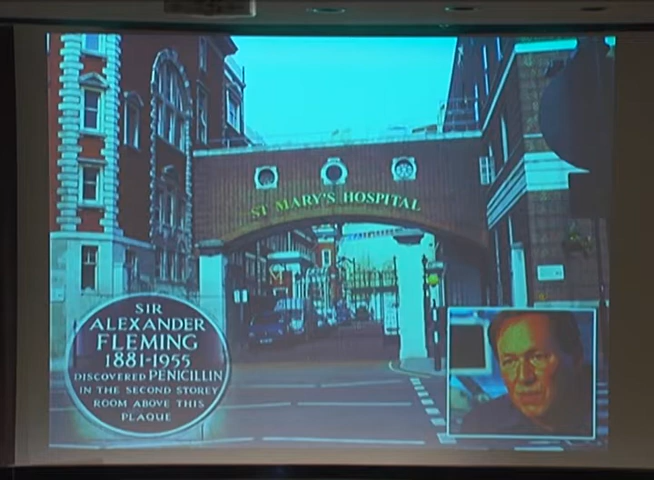 ST MARY'S HOSPITAL
SIR
ALEXANDER
FLEMING
1881-1955
DISCOVERED PENICILLIN
IN THE SECOND STOREY
ROOM ABOVE THIS
PLAQUE